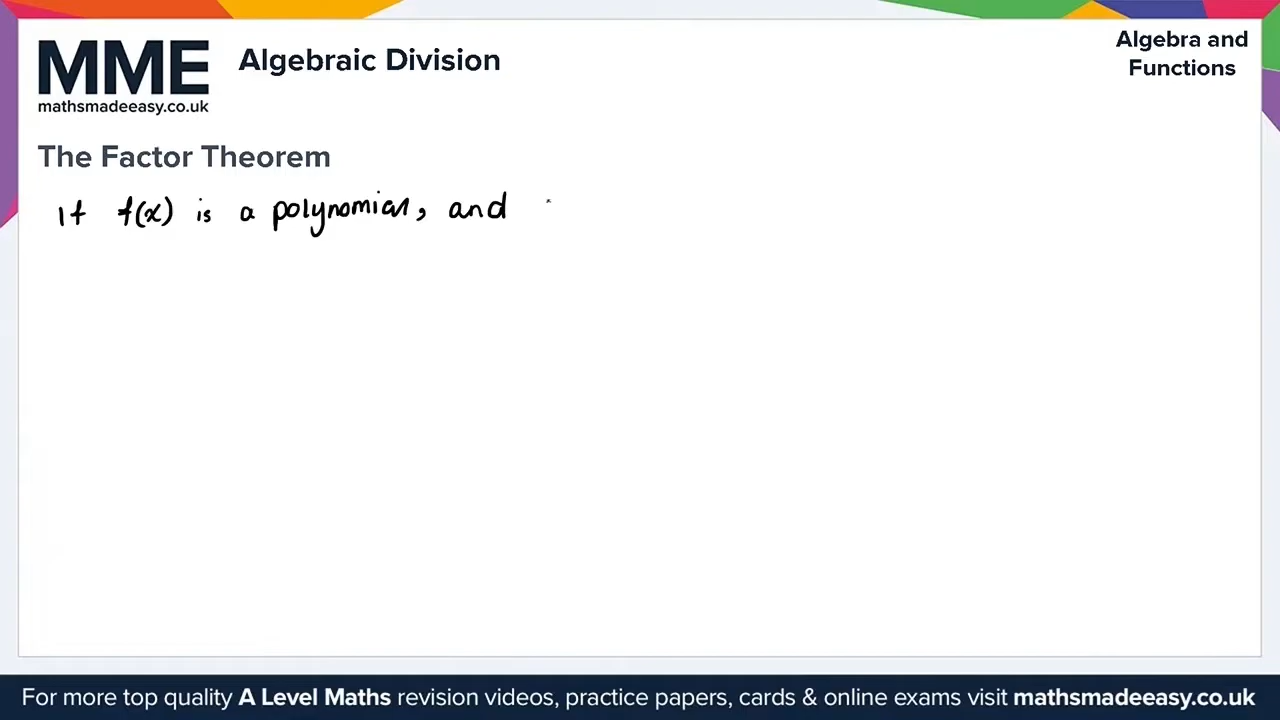 MME
mathsmadeeasy.co.uk
Algebraic Division
Algebra and
Functions
The Factor Theorem
If f(x) is a polynomial, and
For more top quality A Level Maths revision videos, practice papers, cards & online exams visit mathsmadeeasy.co.uk